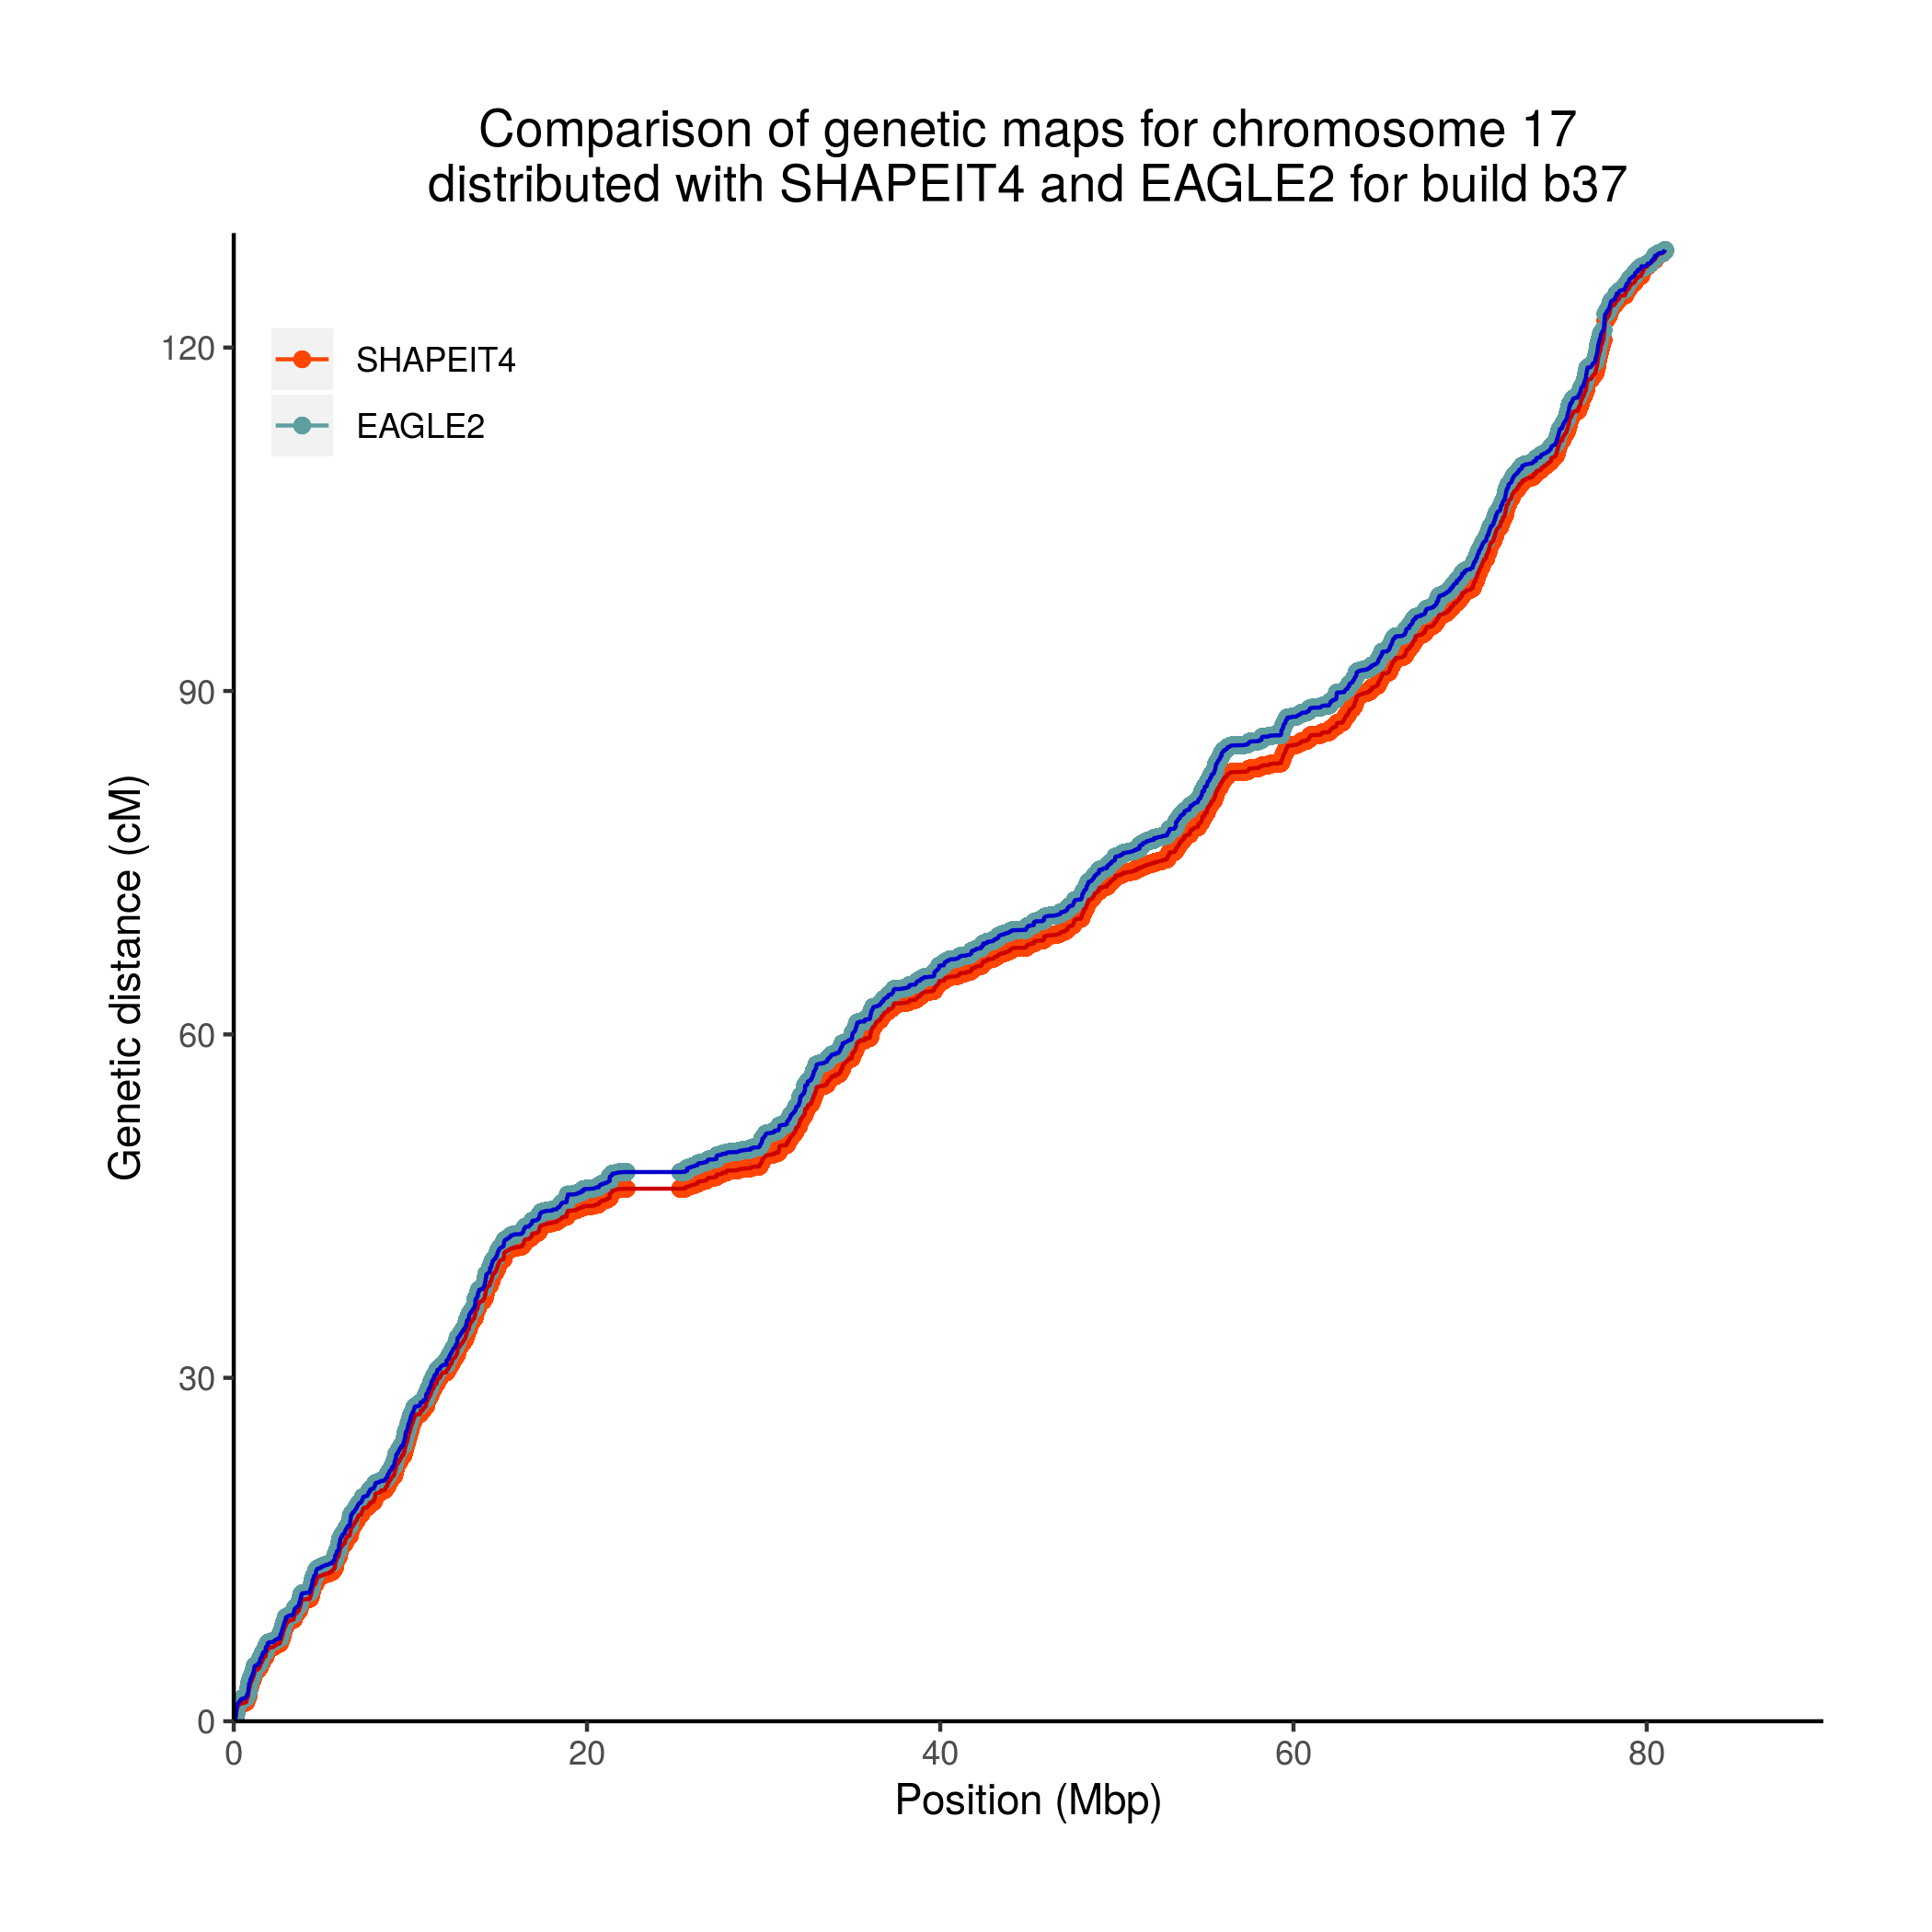 Comparison of genetic maps for chromosome 17
distributed with SHAPEIT4 and EAGLE2 for build b37
SHAPEIT4
EAGLE2
Genetic distance (cM)
120
90
60
30
0
0 20 40 60 80
Position (Mbp)